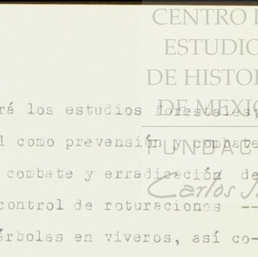 CENTRO
ESTUDIO
DE HISTO
DE MEXIC
FUNDAC
Carlos S
rá los estudios forestales,
l como prevensión y combate
combate y erradicación de
control de roturaciones --
árboles en viveros, así co-